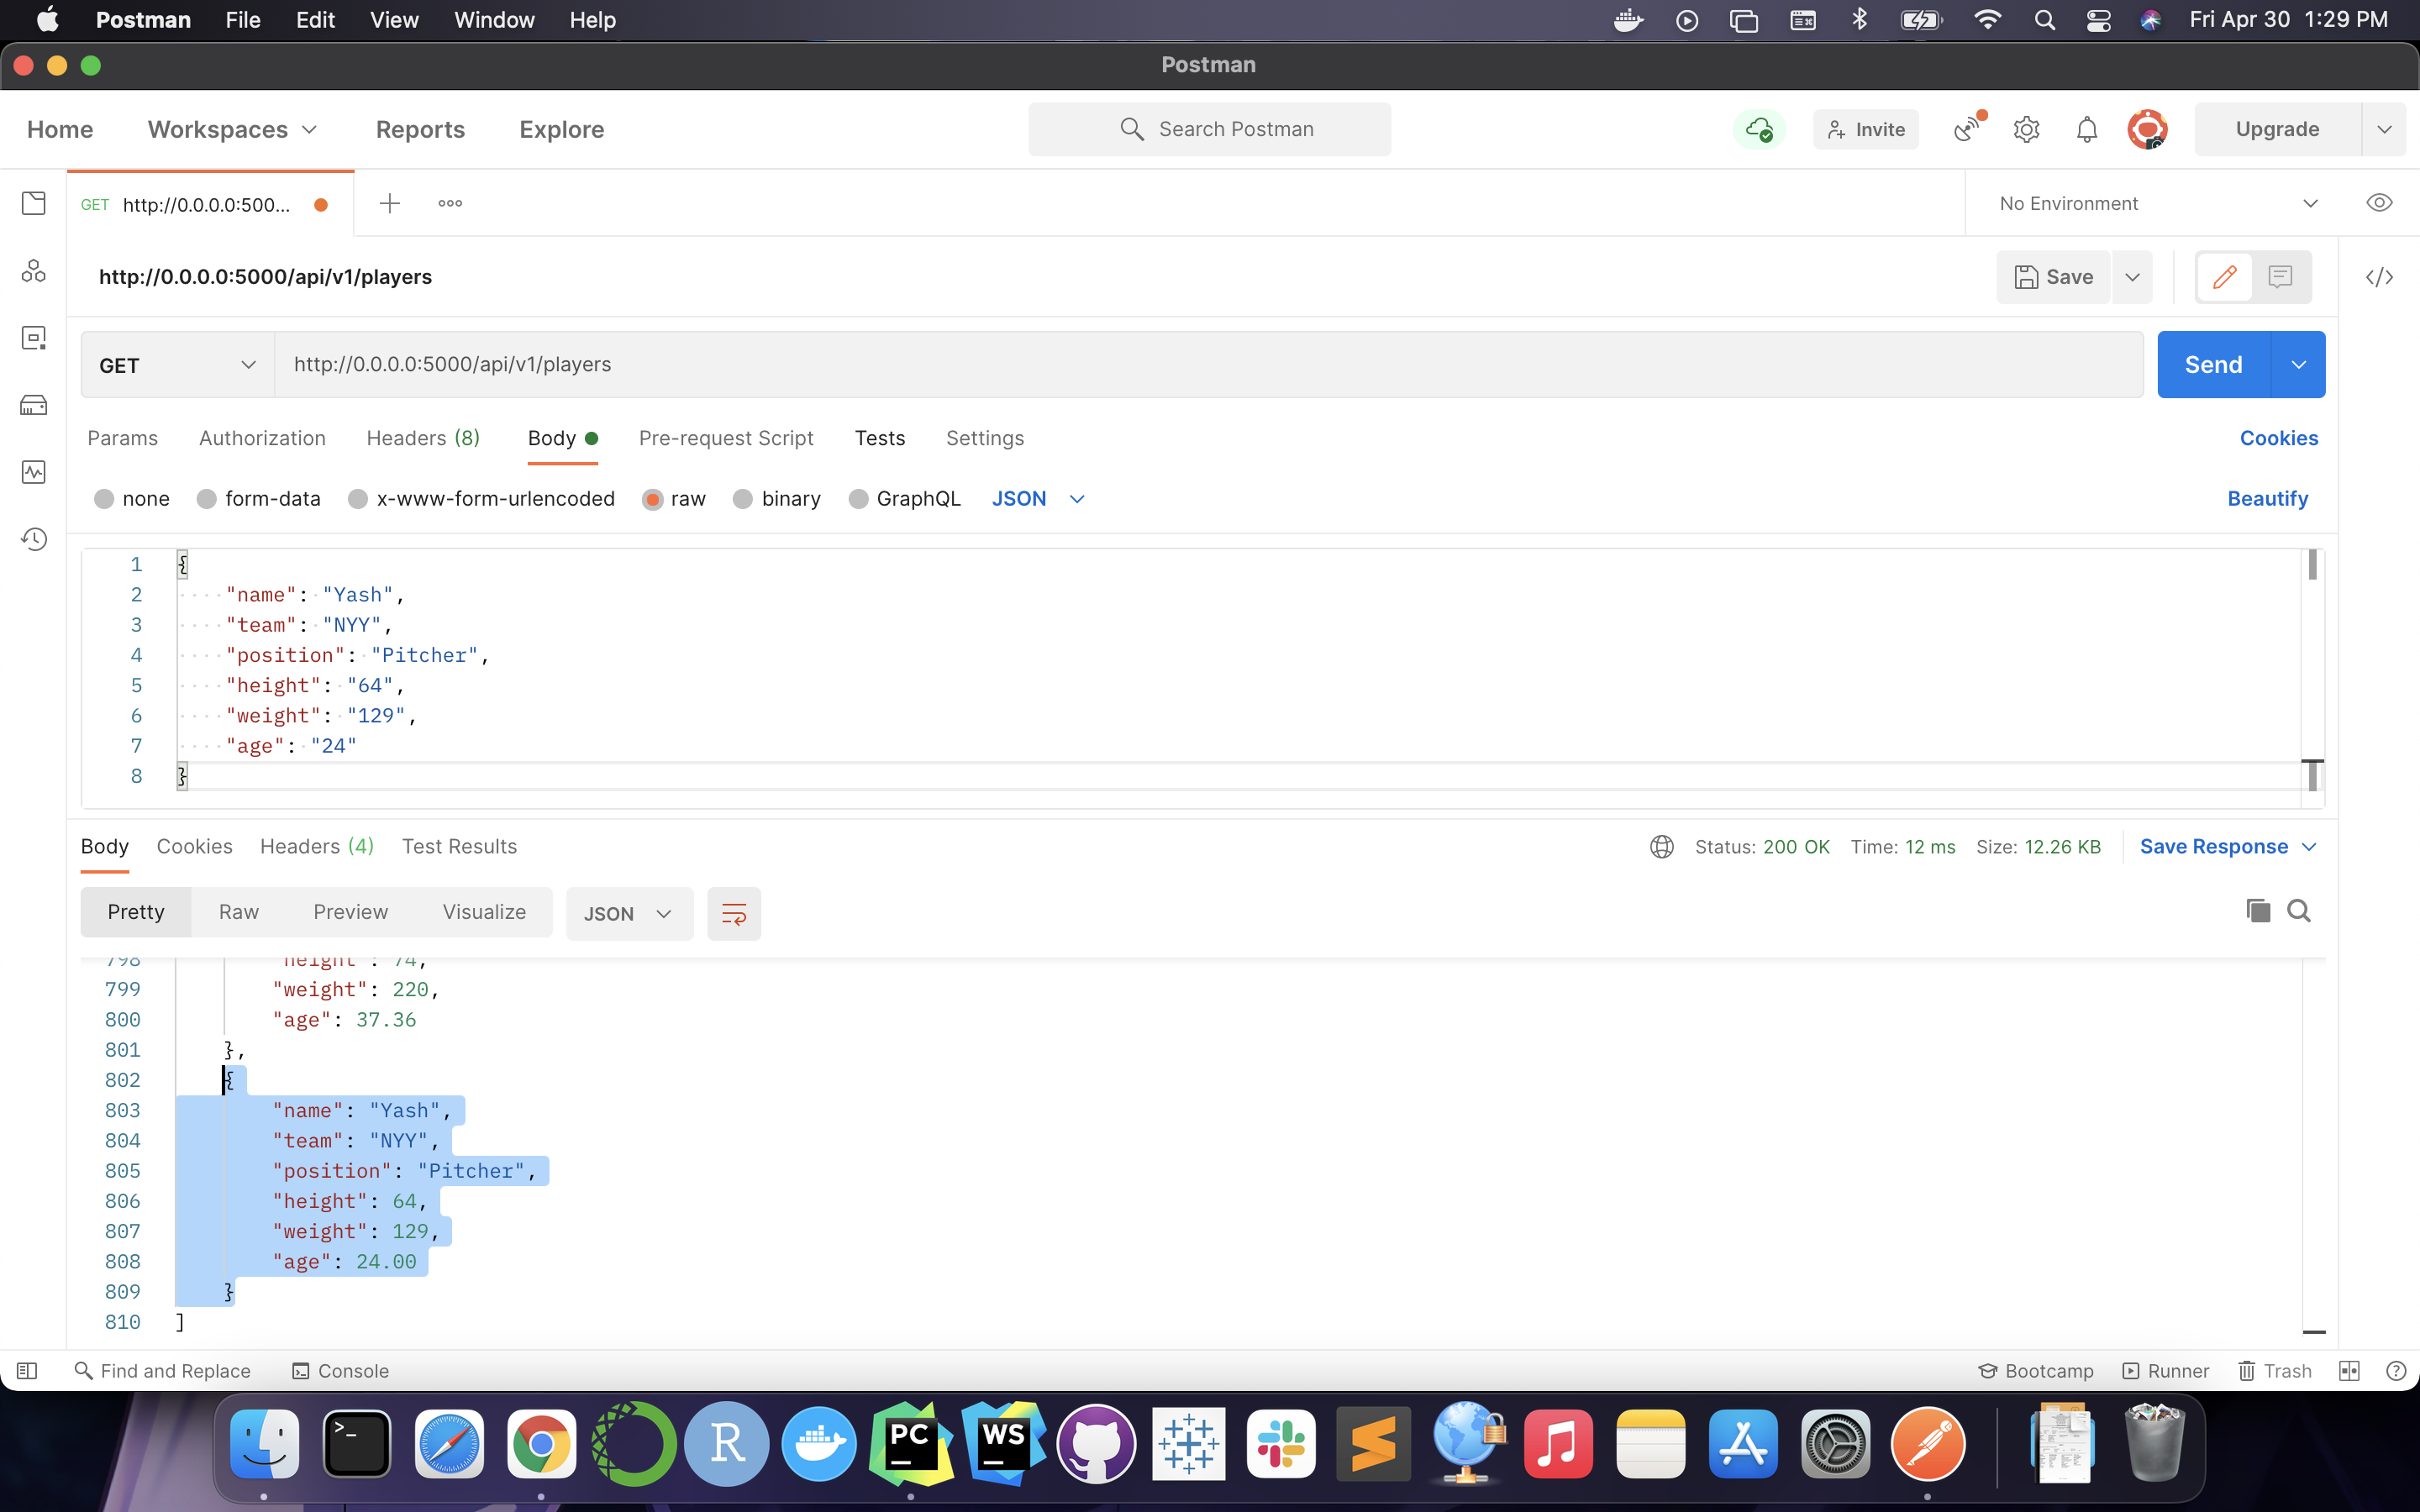 Postman File Edit View Window Help Fri Apr 30 1:29 PM
Postman
Home Workspaces Reports Explore Search Postman Invite Upgrade
GET http://0.0.0.0:500... No Environment
http://0.0.0.0:5000/api/v1/players Save
GET http://0.0.0.0:5000/api/v1/players Send
Params Authorization Headers (8) Body Pre-request Script Tests Settings Cookies
none form-data x-www-form-urlencoded raw binary GraphQL JSON Beautify
1 {
2 "name": "Yash",
3 "team": "NYY",
4 "position": "Pitcher",
5 "height": "64",
6 "weight": "129",
7 "age": "24"
8 }
Body Cookies Headers (4) Test Results Status: 200 OK Time: 12 ms Size: 12.26 KB Save Response
Pretty Raw Preview Visualize JSON
798 "height": 74,
799 "weight": 220,
800 "age": 37.36
801 },
802 {
803 "name": "Yash",
804 "team": "NYY",
805 "position": "Pitcher",
806 "height": 64,
807 "weight": 129,
808 "age": 24.00
809 }
810 ]
Find and Replace Console Bootcamp Runner Trash
>_ R PC WS